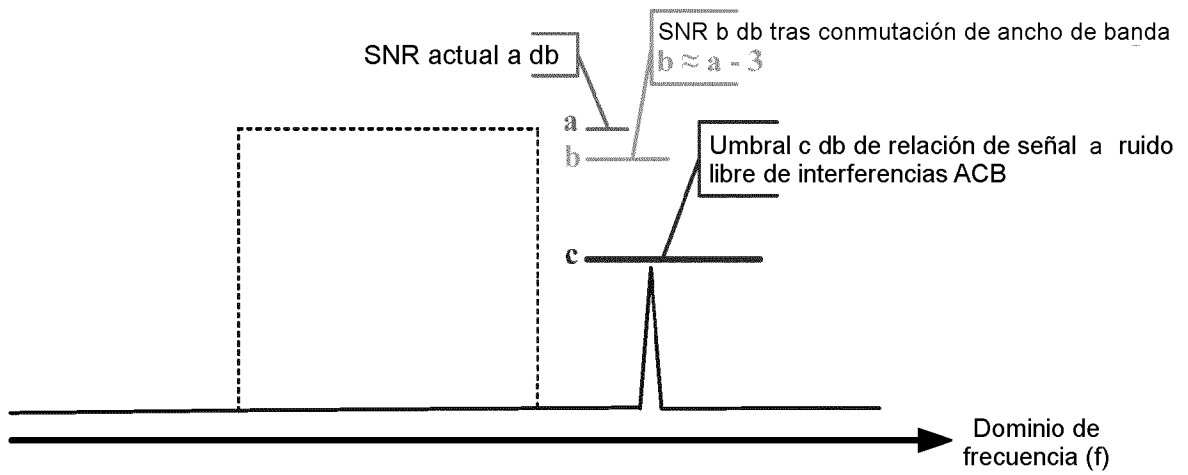 SNR actual a db
SNR b db tras conmutación de ancho de banda
b ≈ a - 3
a
b
Umbral c db de relación de señal a ruido
libre de interferencias ACB
c
Dominio de
frecuencia (f)